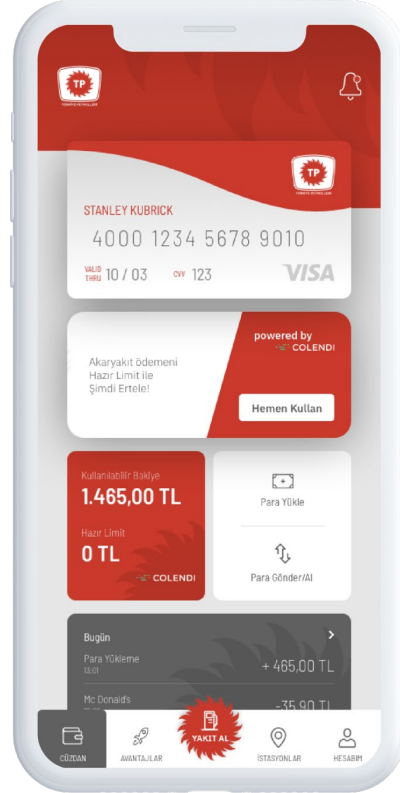 TP
TÜRKİYE PETROLLERİ
TP
TÜRKİYE PETROLLERİ
STANLEY KUBRICK
4000 1234 5678 9010
VALID THRU 10 / 03 CVV 123
VISA
powered by
COLENDI
Akaryakıt ödemeni
Hazır Limit ile
Şimdi Ertele!
Hemen Kullan
Kullanılabilir Bakiye
1.465,00 TL
Hazır Limit
0 TL
COLENDI
Para Yükle
Para Gönder/Al
Bugün
Para Yükleme
13:01
+ 465,00 TL
Mc Donald's
-35,90 TL
YAKIT AL
CÜZDAN
AVANTAJLAR
İSTASYONLAR
HESABIM